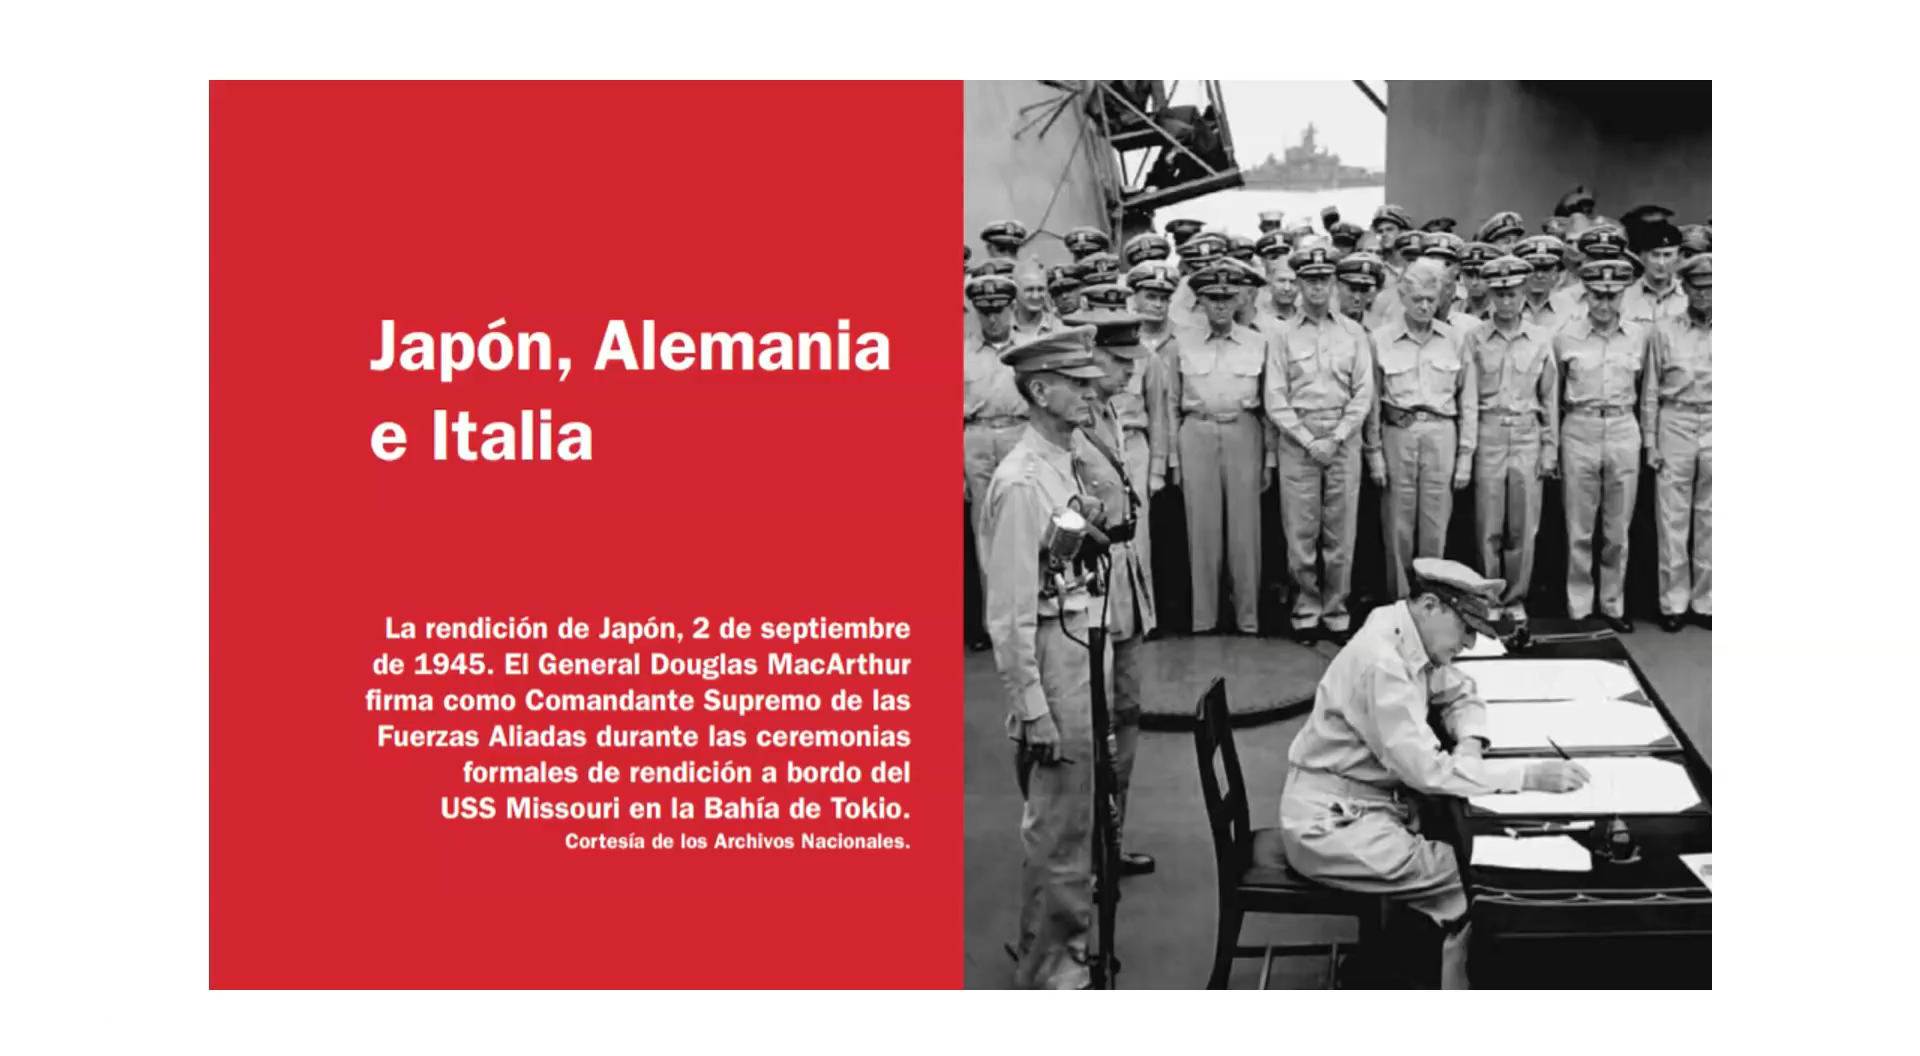 Japón, Alemania
e Italia
La rendición de Japón, 2 de septiembre
de 1945. El General Douglas MacArthur
firma como Comandante Supremo de las
Fuerzas Aliadas durante las ceremonias
formales de rendición a bordo del
USS Missouri en la Bahía de Tokio.
Cortesía de los Archivos Nacionales.